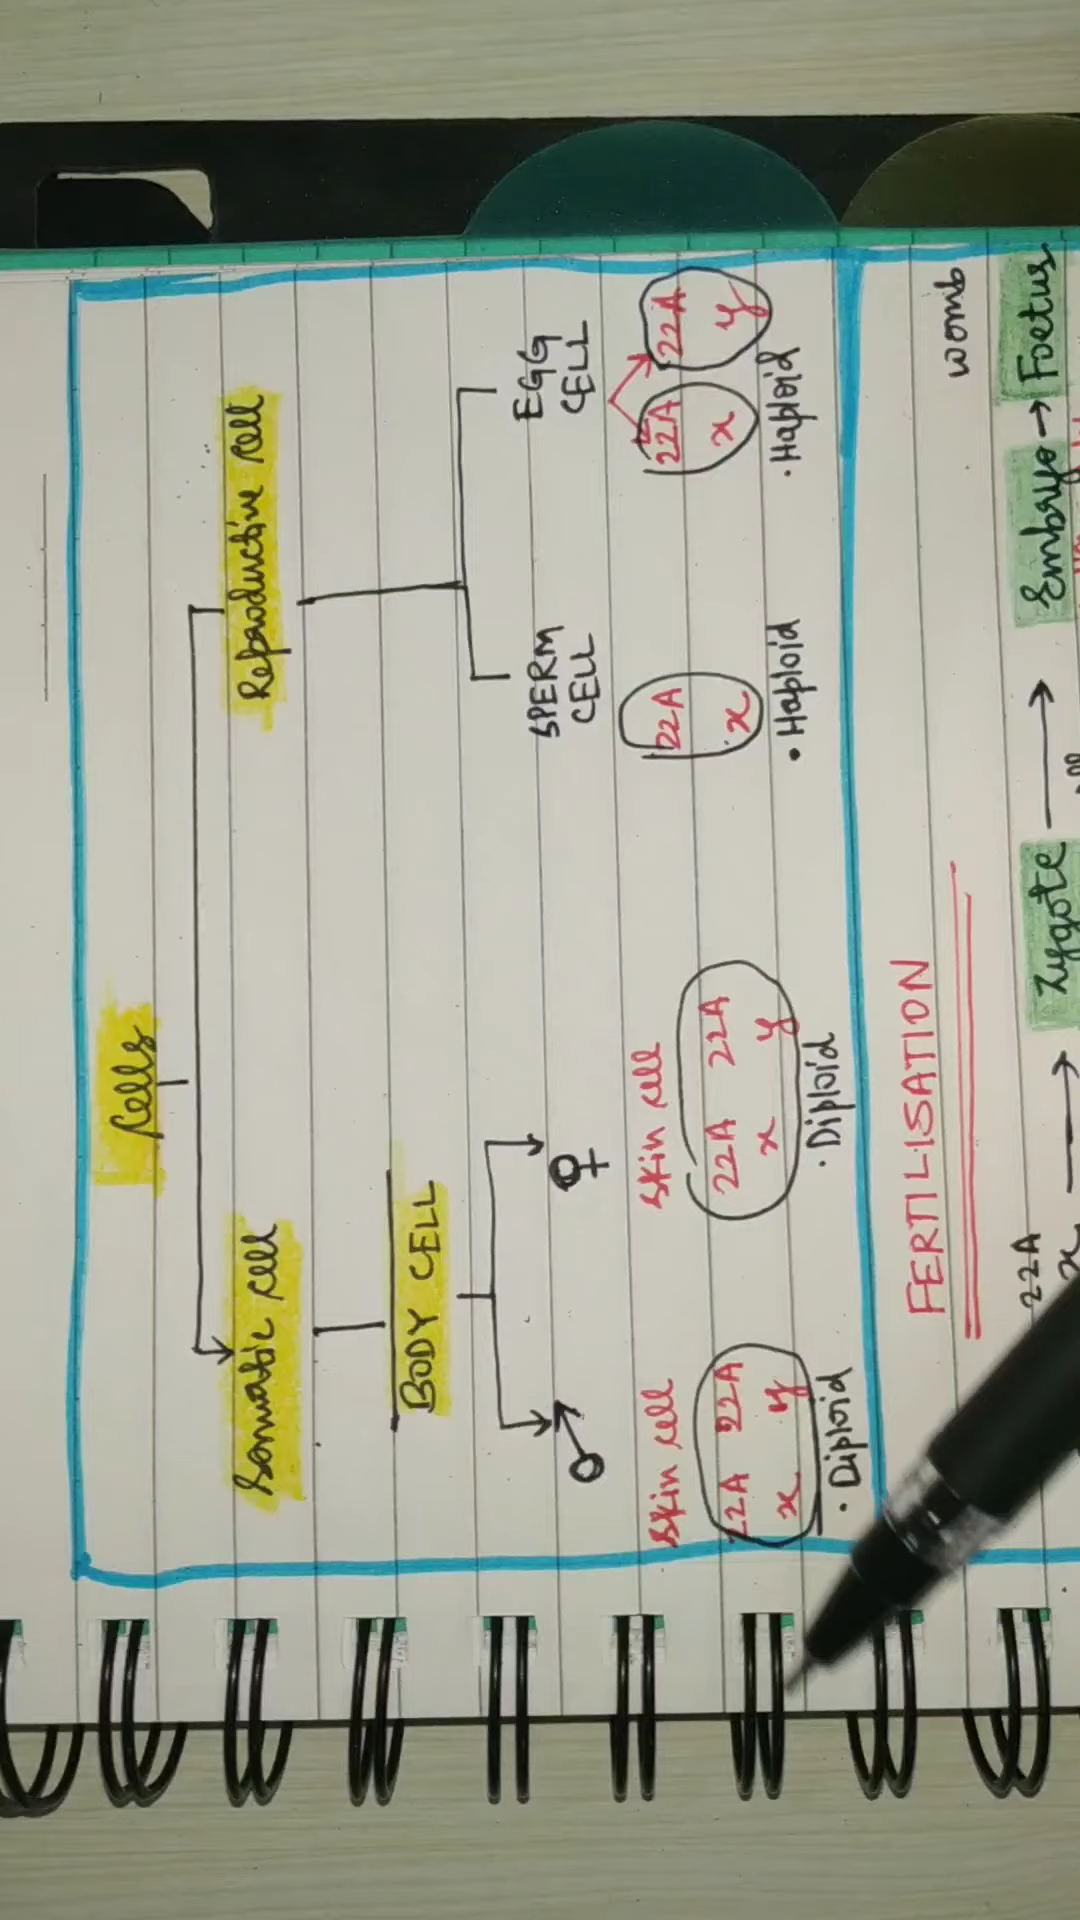 Cells
Somatic cell
Reproductive cell
BODY CELL
♂
♀
SPERM
CELL
EGG
CELL
Skin cell
22A 22A
x y
• Diploid
Skin cell
22A 22A
x y
• Diploid
22A
x
• Haploid
22A
x
22A
y
• Haploid
FERTILISATION
womb
22A
x → Zygote → Embryo → Foetus